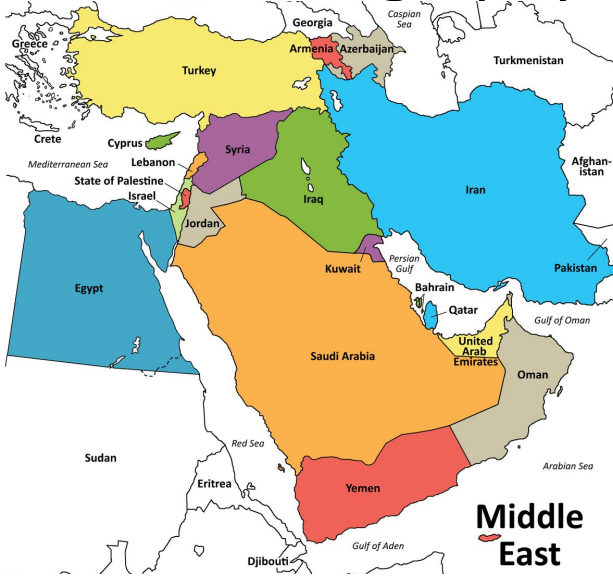 Georgia
Caspian
Sea
Greece
Armenia
Azerbaijan
Turkmenistan
Turkey
Crete
Cyprus
Syria
Mediterranean Sea
Lebanon
Afghan-
istan
State of Palestine
Iran
Israel
Iraq
Jordan
Kuwait
Persian
Gulf
Pakistan
Egypt
Bahrain
Qatar
Gulf of Oman
United
Arab
Emirates
Saudi Arabia
Oman
Red Sea
Sudan
Arabian Sea
Eritrea
Yemen
Middle
East
Gulf of Aden
Djibouti